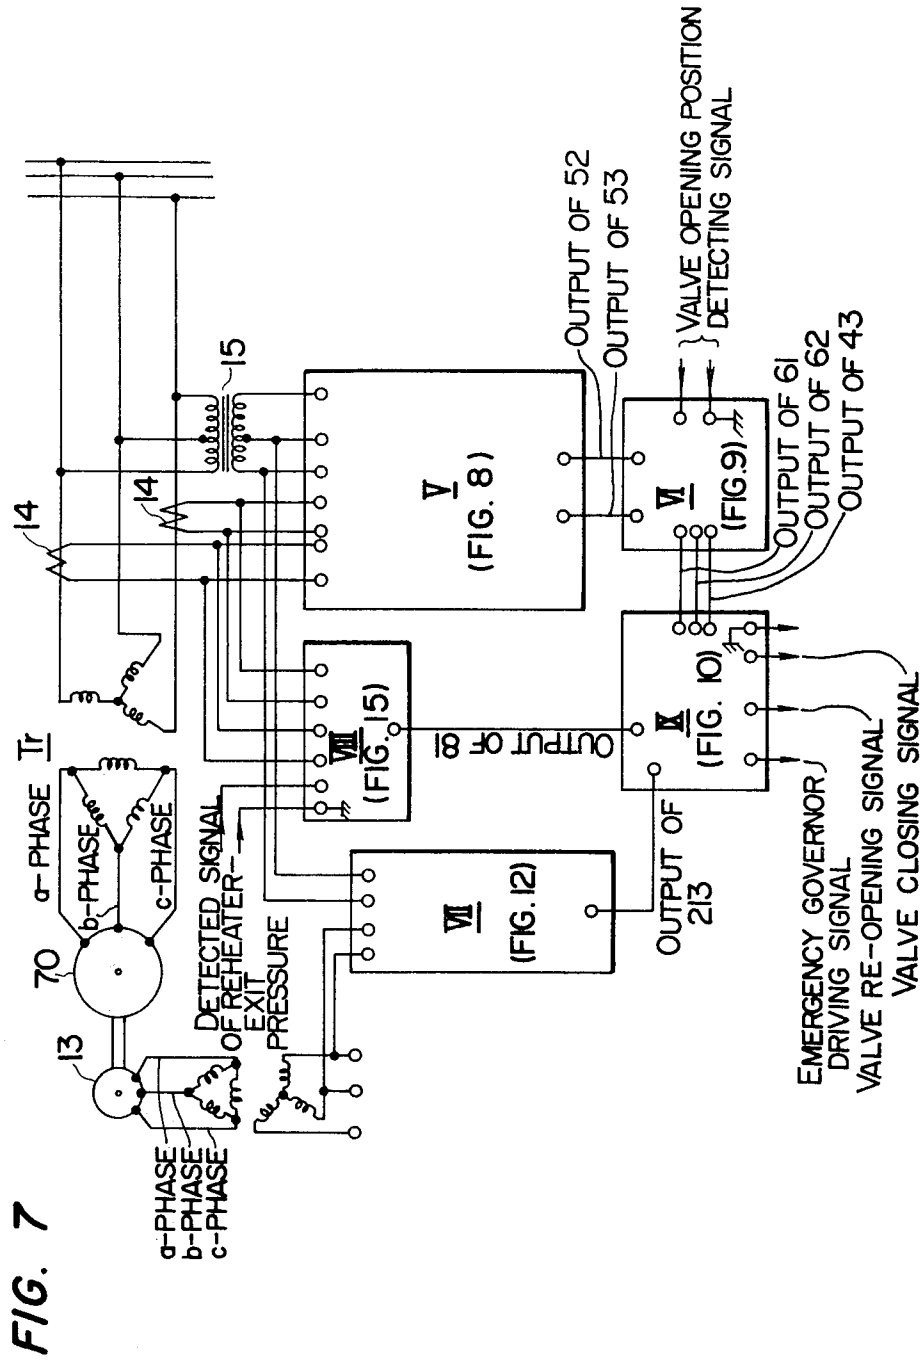 FIG. 7
13
70
a-PHASE
b-PHASE
c-PHASE
Tr
14
14
15
a-PHASE
b-PHASE
c-PHASE
DETECTED SIGNAL
OF REHEATER
EXIT
PRESSURE
VIII
(FIG. 15)
V
(FIG. 8)
VII
(FIG. 12)
OUTPUT OF 81
OUTPUT OF 52
OUTPUT OF 53
VI
(FIG.9)
VALVE OPENING POSITION
DETECTING SIGNAL
IX
(FIG. 10)
OUTPUT OF 61
OUTPUT OF 62
OUTPUT OF 43
OUTPUT OF
213
EMERGENCY GOVERNOR
DRIVING SIGNAL
VALVE RE-OPENING SIGNAL
VALVE CLOSING SIGNAL